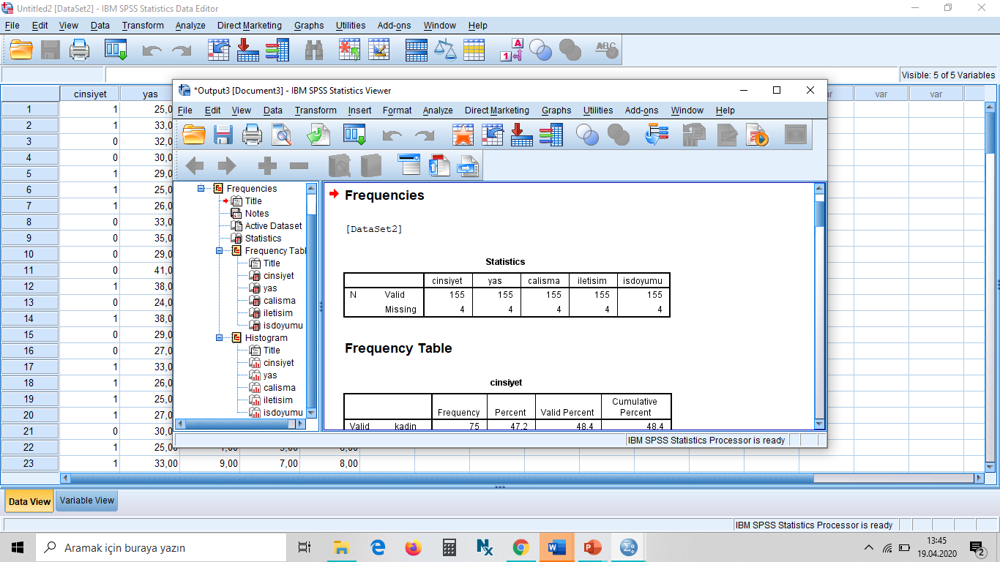 Untitled2 [DataSet2] - IBM SPSS Statistics Data Editor
File Edit View Data Transform Analyze Direct Marketing Graphs Utilities Add-ons Window Help
Visible: 5 of 5 Variables
cinsiyet yas var var
1 1 25,0
2 1 33,0
3 0 32,0
4 0 30,0
5 1 29,0
6 1 25,0
7 1 26,0
8 0 33,0
9 0 35,0
10 0 29,0
11 0 41,0
12 1 38,0
13 0 24,0
14 1 38,0
15 0 29,0
16 0 27,0
17 1 33,0
18 1 26,0
19 1 25,0
20 1 27,0
21 0 30,0
22 1 25,00
23 1 33,00 9,00 7,00 8,00
*Output3 [Document3] - IBM SPSS Statistics Viewer
File Edit View Data Transform Insert Format Analyze Direct Marketing Graphs Utilities Add-ons Window Help
Frequencies
Title
Notes
Active Dataset
Statistics
Frequency Tabl
Title
cinsiyet
yas
calisma
iletisim
isdoyumu
Histogram
Title
cinsiyet
yas
calisma
iletisim
isdoyumu
Frequencies
[DataSet2]
Statistics
cinsiyet yas calisma iletisim isdoyumu
N Valid 155 155 155 155 155
Missing 4 4 4 4 4
Frequency Table
cinsiyet
Frequency Percent Valid Percent Cumulative Percent
Valid kadin 75 47,2 48,4 48,4
IBM SPSS Statistics Processor is ready
Data View Variable View
IBM SPSS Statistics Processor is ready
Aramak için buraya yazın
13:45
19.04.2020
2